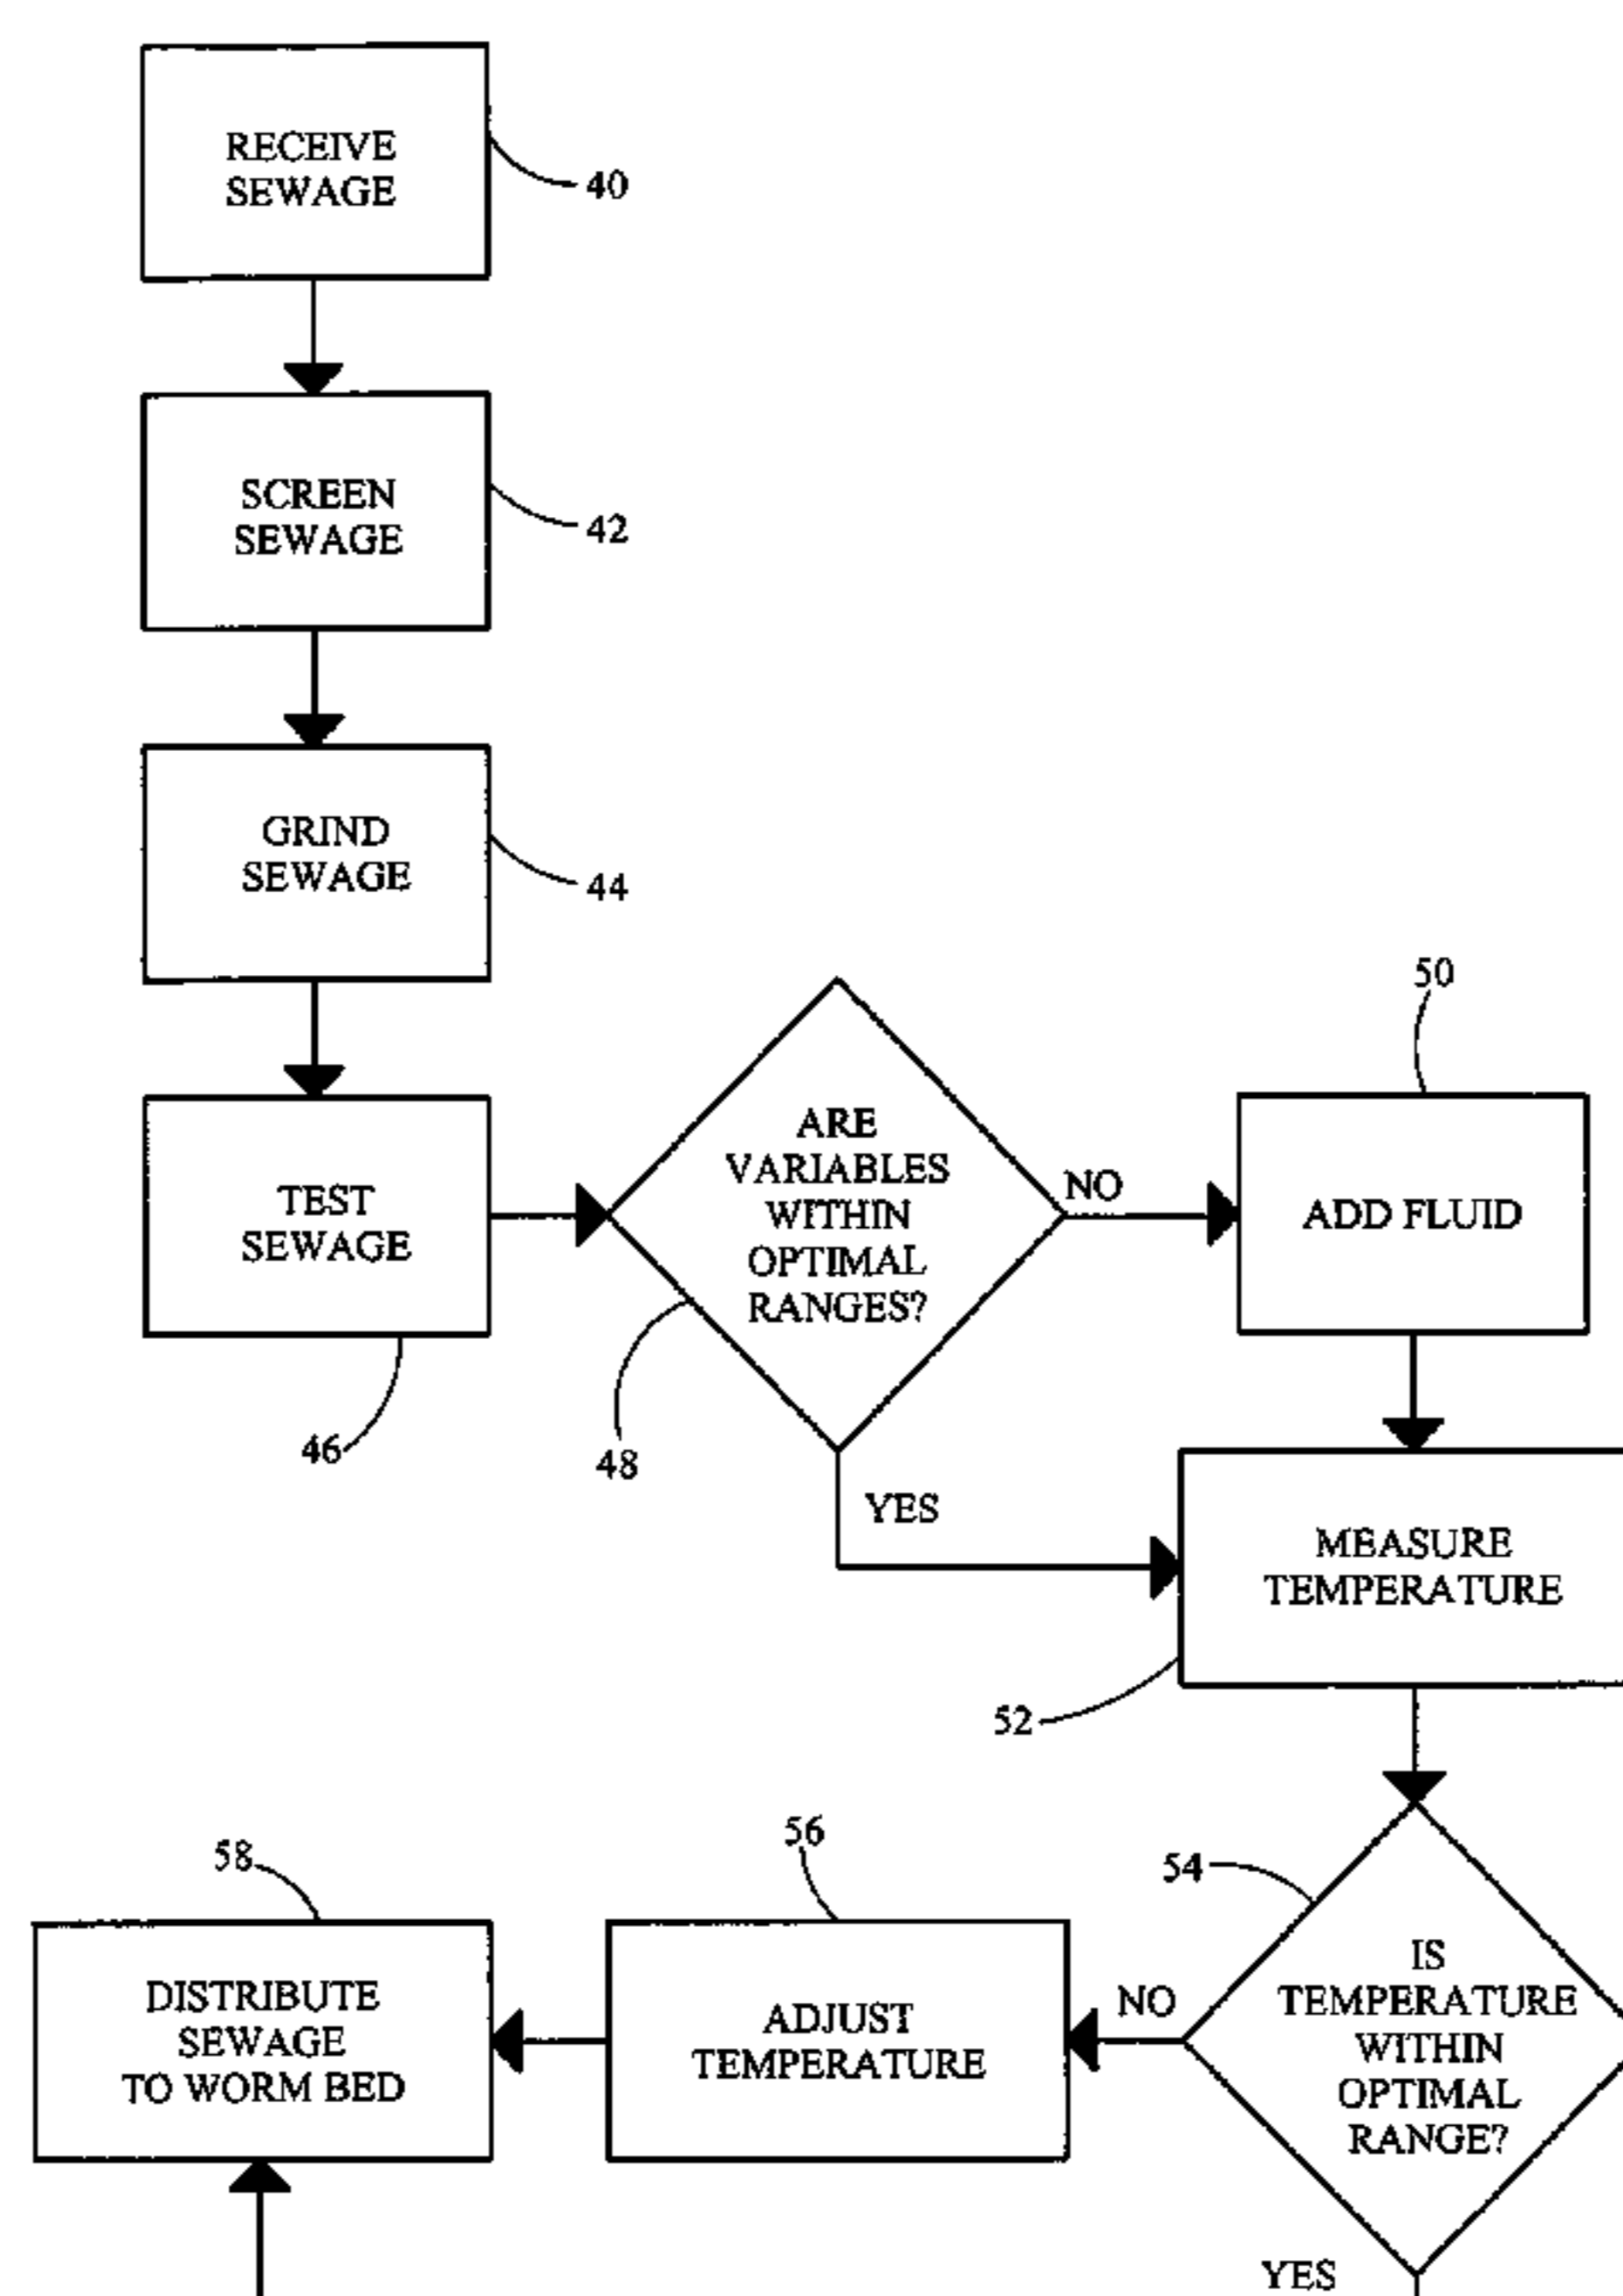 RECEIVE
SEWAGE
40
SCREEN
SEWAGE
42
GRIND
SEWAGE
44
TEST
SEWAGE
46
ARE
VARIABLES
WITHIN
OPTIMAL
RANGES?
48
NO
YES
50
ADD FLUID
MEASURE
TEMPERATURE
52
54
IS
TEMPERATURE
WITHIN
OPTIMAL
RANGE?
NO
YES
56
ADJUST
TEMPERATURE
58
DISTRIBUTE
SEWAGE
TO WORM BED